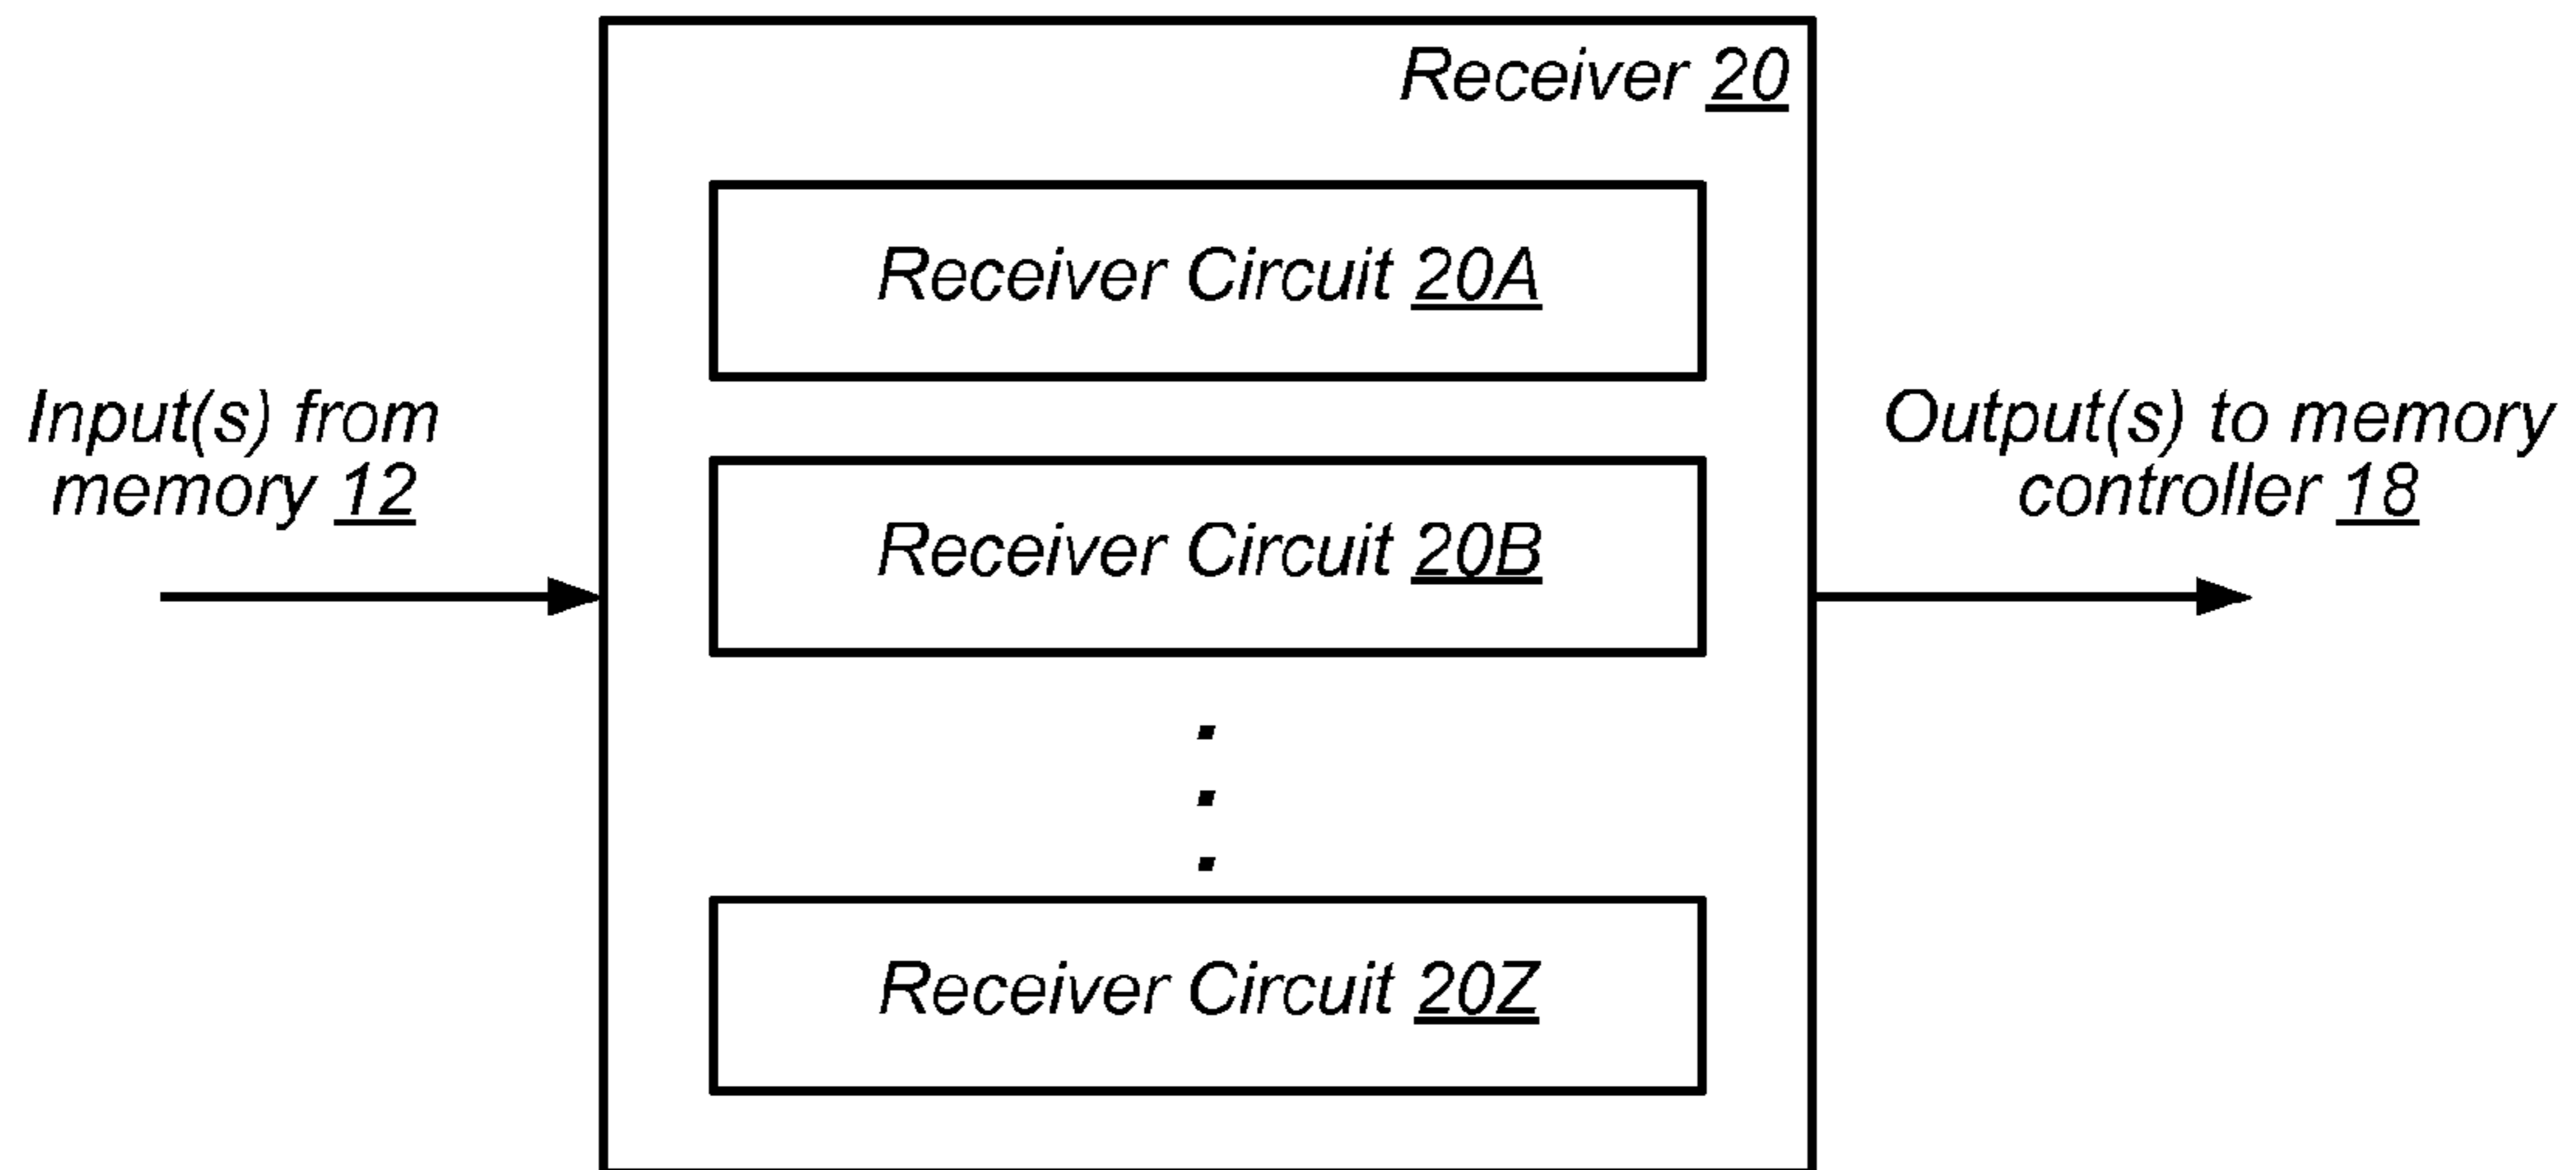 Receiver 20
Receiver Circuit 20A
Input(s) from
memory 12
Output(s) to memory
controller 18
Receiver Circuit 20B
Receiver Circuit 20Z